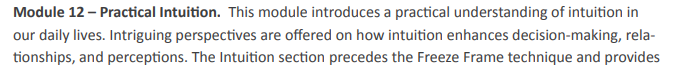 Module 12 – Practical Intuition.  This module introduces a practical understanding of intuition in
our daily lives. Intriguing perspectives are offered on how intuition enhances decision-making, rela-
tionships, and perceptions. The Intuition section precedes the Freeze Frame technique and provides